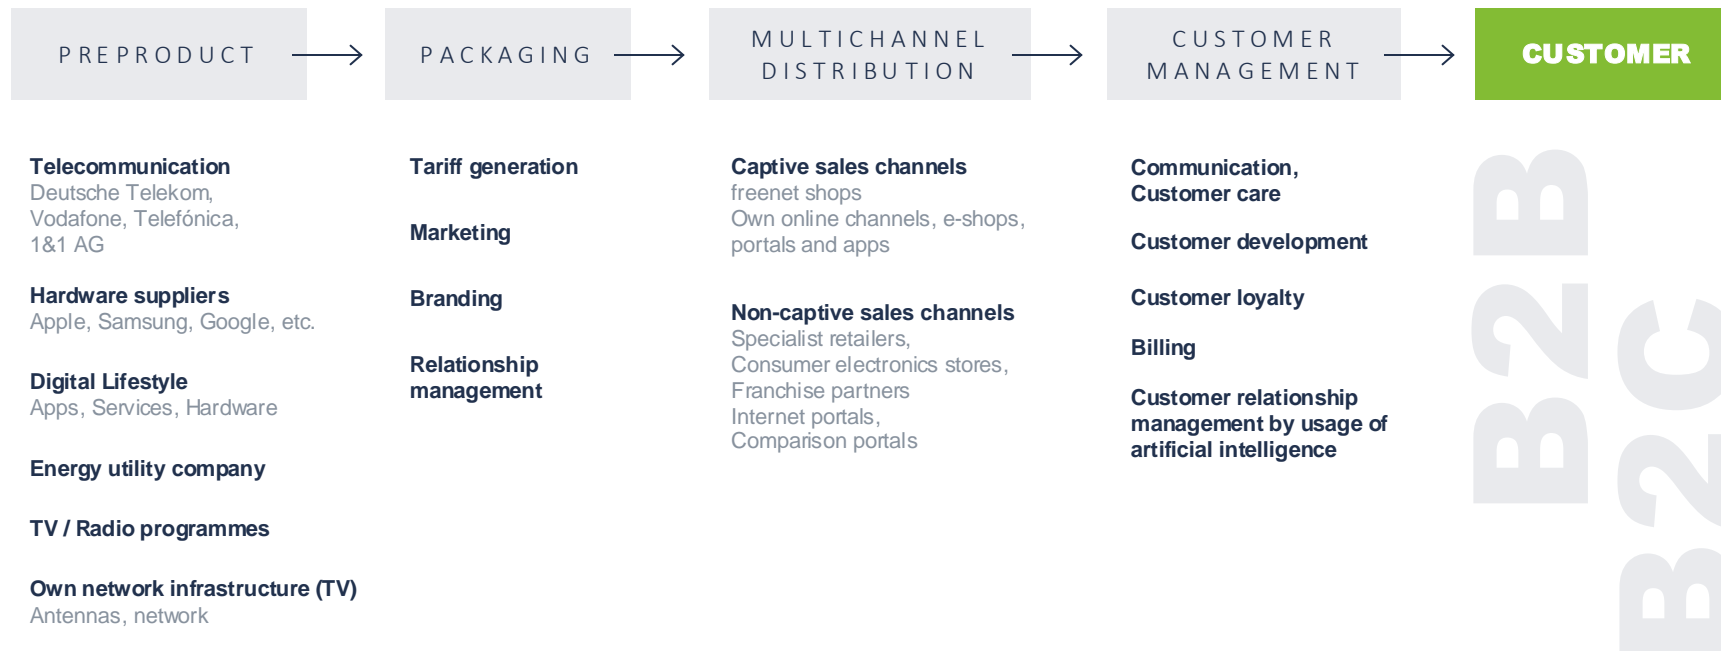 PREPRODUCT
PACKAGING
MULTICHANNEL
DISTRIBUTION
CUSTOMER
MANAGEMENT
CUSTOMER
Telecommunication
Deutsche Telekom,
Vodafone, Telefónica,
1&1 AG
Hardware suppliers
Apple, Samsung, Google, etc.
Digital Lifestyle
Apps, Services, Hardware
Energy utility company
TV / Radio programmes
Own network infrastructure (TV)
Antennas, network
Tariff generation
Marketing
Branding
Relationship
management
Captive sales channels
freenet shops
Own online channels, e-shops,
portals and apps
Non-captive sales channels
Specialist retailers,
Consumer electronics stores,
Franchise partners
Internet portals,
Comparison portals
Communication,
Customer care
Customer development
Customer loyalty
Billing
Customer relationship
management by usage of
artificial intelligence
B2B
B2C